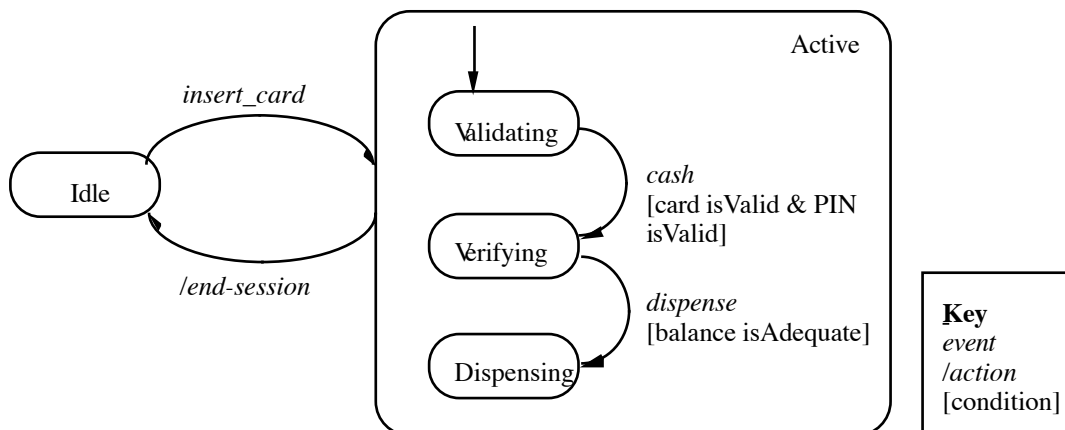 Active
insert_card
Validating
Idle
cash
[card isValid & PIN
isValid]
Verifying
/end-session
dispense
[balance isAdequate]
Dispensing
Key
event
/action
[condition]